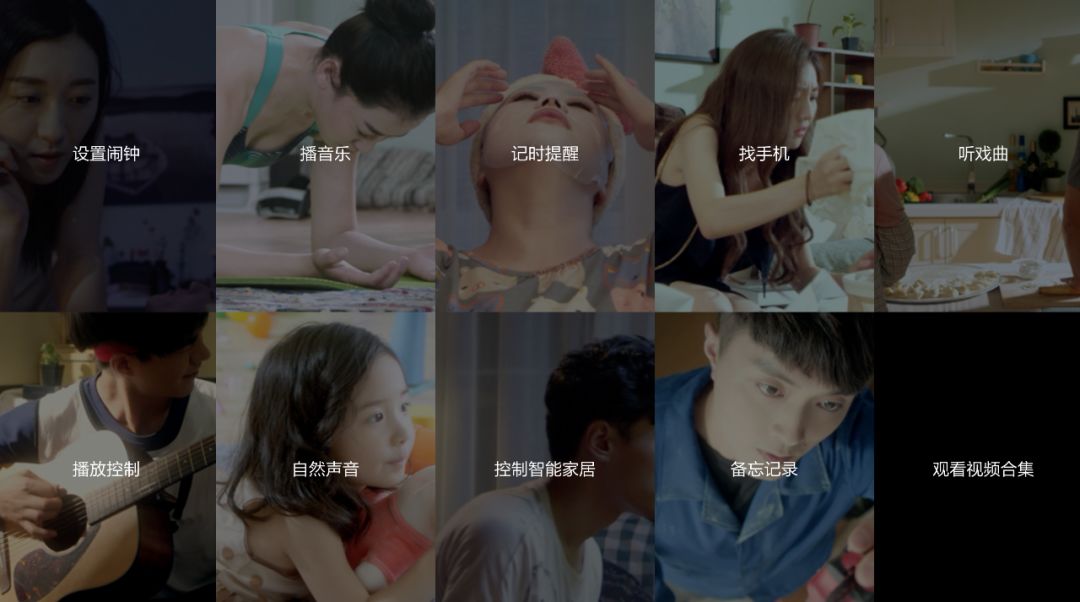 设置闹钟
播音乐
记时提醒
找手机
听戏曲
播放控制
自然声音
控制智能家居
备忘记录
观看视频合集